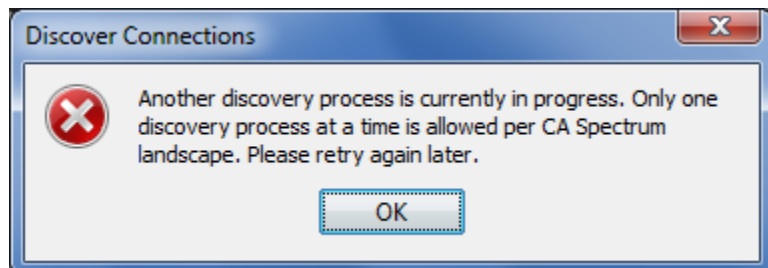 Discover Connections
Another discovery process is currently in progress. Only one
discovery process at a time is allowed per CA Spectrum
landscape. Please retry again later.
OK